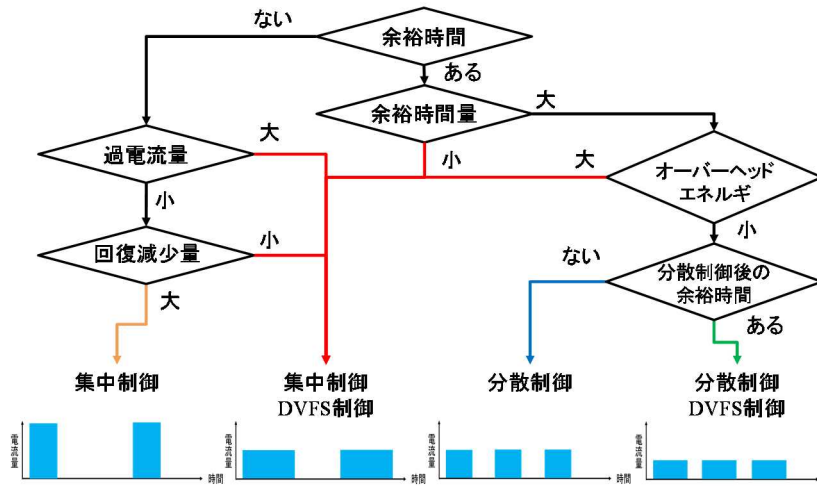 ない
余裕時間
ある
余裕時間量
大
過電流量
大
小
大
オーバーヘッド
エネルギ
小
小
回復減少量
小
ない
分散制御後の
余裕時間
大
ある
集中制御
集中制御
DVFS制御
分散制御
分散制御
DVFS制御
電流量
時間
電流量
時間
電流量
時間
電流量
時間